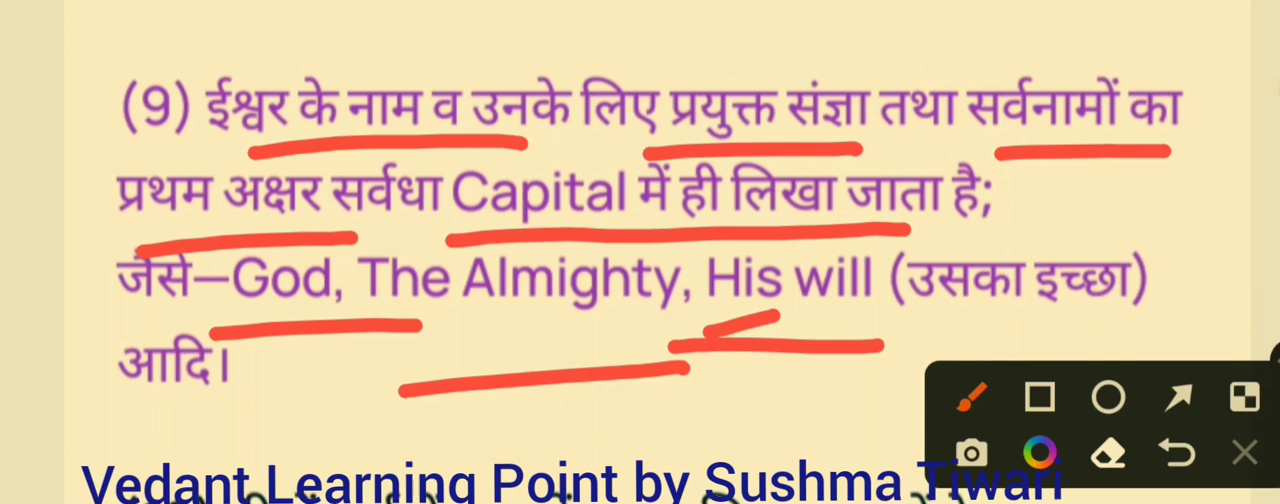 (9) ईश्वर के नाम व उनके लिए प्रयुक्त संज्ञा तथा सर्वनामों का
प्रथम अक्षर सर्वधा Capital में ही लिखा जाता है;
जैसे—God, The Almighty, His will (उसका इच्छा)
आदि।
Vedant Learning Point by Sushma Tiwari